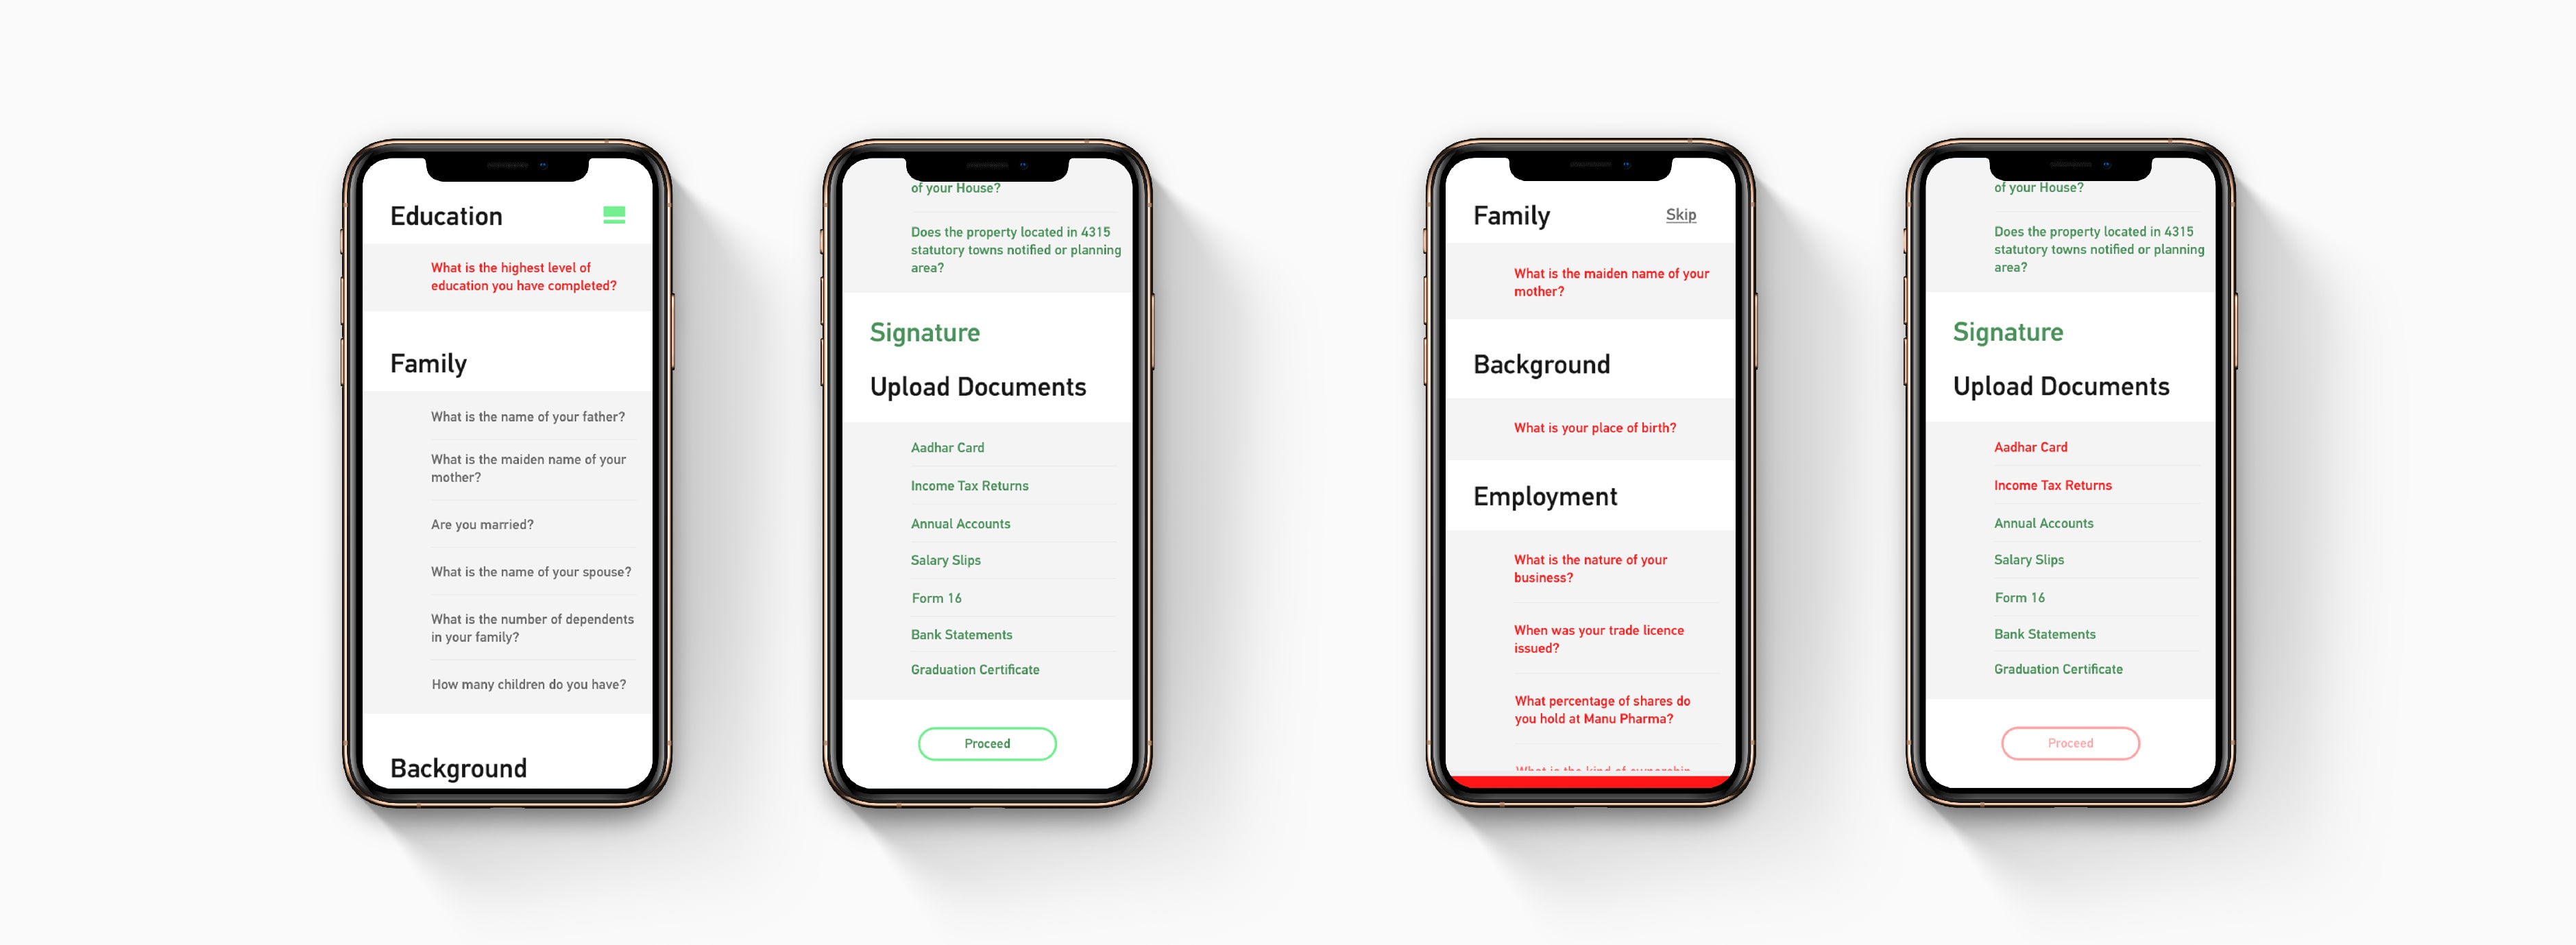 Education
What is the highest level of
education you have completed?
Family
What is the name of your father?
What is the maiden name of your
mother?
Are you married?
What is the name of your spouse?
What is the number of dependents
in your family?
How many children do you have?
Background
of your House?
Does the property located in 4315
statutory towns notified or planning
area?
Signature
Upload Documents
Aadhar Card
Income Tax Returns
Annual Accounts
Salary Slips
Form 16
Bank Statements
Graduation Certificate
Proceed
Family
Skip
What is the maiden name of your
mother?
Background
What is your place of birth?
Employment
What is the nature of your
business?
When was your trade licence
issued?
What percentage of shares do
you hold at Manu Pharma?
What is the kind of ownership
of your House?
Does the property located in 4315
statutory towns notified or planning
area?
Signature
Upload Documents
Aadhar Card
Income Tax Returns
Annual Accounts
Salary Slips
Form 16
Bank Statements
Graduation Certificate
Proceed